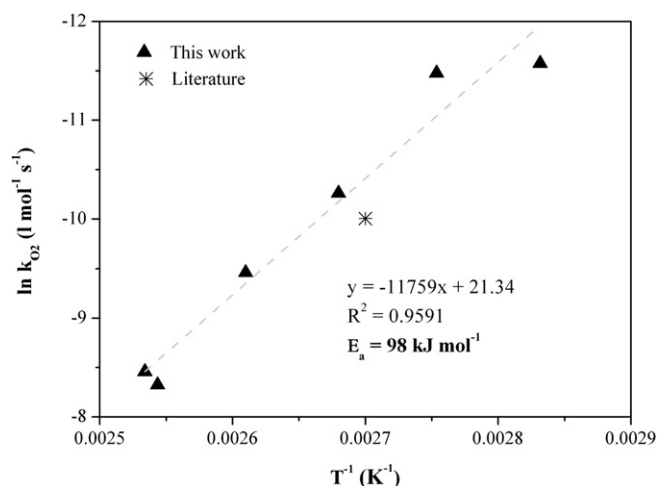 -12
-11
-10
-9
-8
ln k_O2 (l mol⁻¹ s⁻¹)
This work
Literature
y = -11759x + 21.34
R² = 0.9591
E_a = 98 kJ mol⁻¹
0.0025 0.0026 0.0027 0.0028 0.0029
T⁻¹ (K⁻¹)